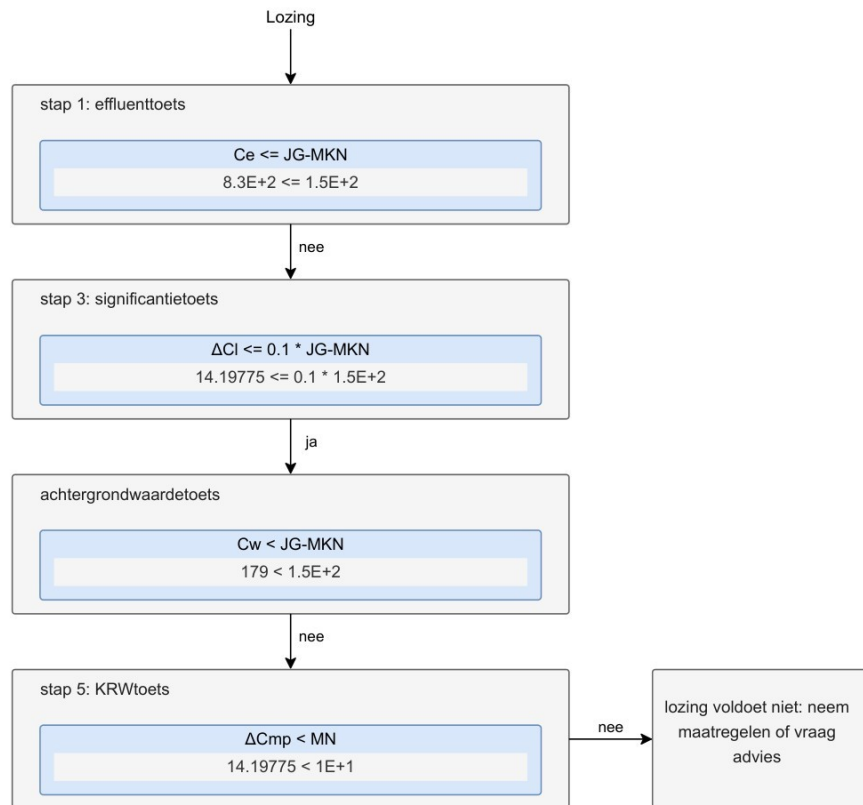 Lozing
stap 1: effluenttoets
Ce <= JG-MKN
8.3E+2 <= 1.5E+2
nee
stap 3: significantietoets
ΔCl <= 0.1 * JG-MKN
14.19775 <= 0.1 * 1.5E+2
ja
achtergrondwaardetoets
Cw < JG-MKN
179 < 1.5E+2
nee
stap 5: KRWtoets
ΔCmp < MN
14.19775 < 1E+1
nee
lozing voldoet niet: neem
maatregelen of vraag
advies